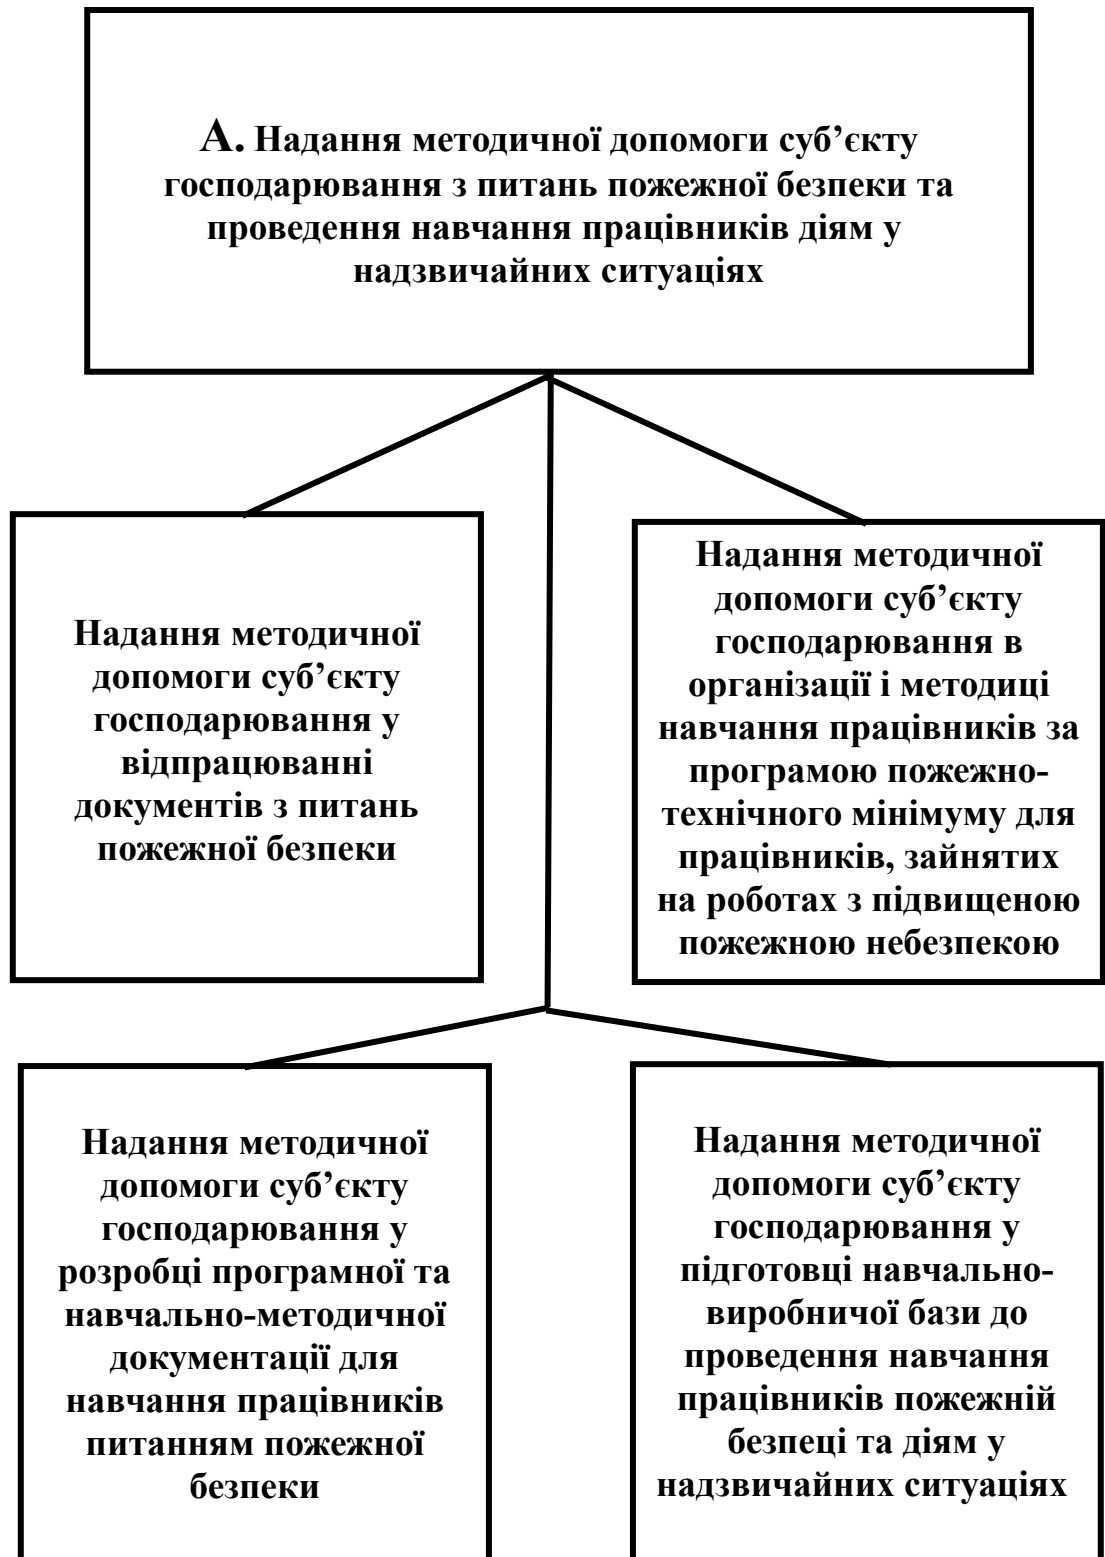 А. Надання методичної допомоги суб’єкту
господарювання з питань пожежної безпеки та
проведення навчання працівників діям у
надзвичайних ситуаціях
Надання методичної
допомоги суб’єкту
господарювання у
відпрацюванні
документів з питань
пожежної безпеки
Надання методичної
допомоги суб’єкту
господарювання в
організації і методиці
навчання працівників за
програмою пожежно-
технічного мінімуму для
працівників, зайнятих
на роботах з підвищеною
пожежною небезпекою
Надання методичної
допомоги суб’єкту
господарювання у
розробці програмної та
навчально-методичної
документації для
навчання працівників
питанням пожежної
безпеки
Надання методичної
допомоги суб’єкту
господарювання у
підготовці навчально-
виробничої бази до
проведення навчання
працівників пожежній
безпеці та діям у
надзвичайних ситуаціях